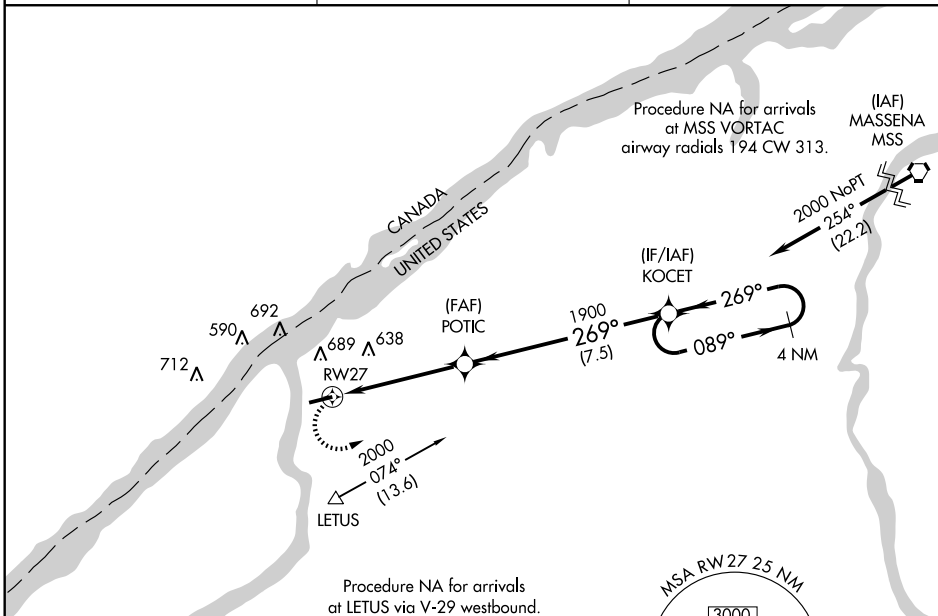 Procedure NA for arrivals
at MSS VORTAC
airway radials 194 CW 313.
(IAF)
MASSENA
MSS
2000 NoPT
254°
(22.2)
CANADA
UNITED STATES
(IF/IAF)
KOCET
269°
089°
4 NM
1900
269°
(7.5)
(FAF)
POTIC
692
590
712
689
638
RW27
2000
074°
(13.6)
LETUS
Procedure NA for arrivals
at LETUS via V-29 westbound.
MSA RW27 25 NM
3000